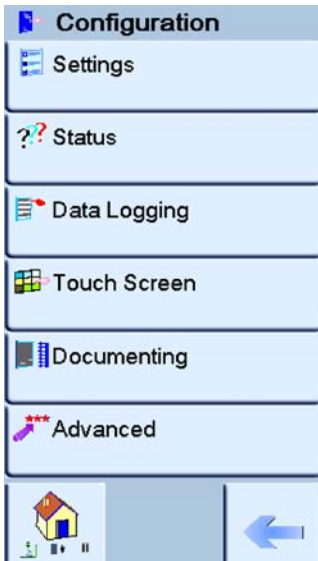 Configuration
Settings
??? Status
Data Logging
Touch Screen
Documenting
*** Advanced